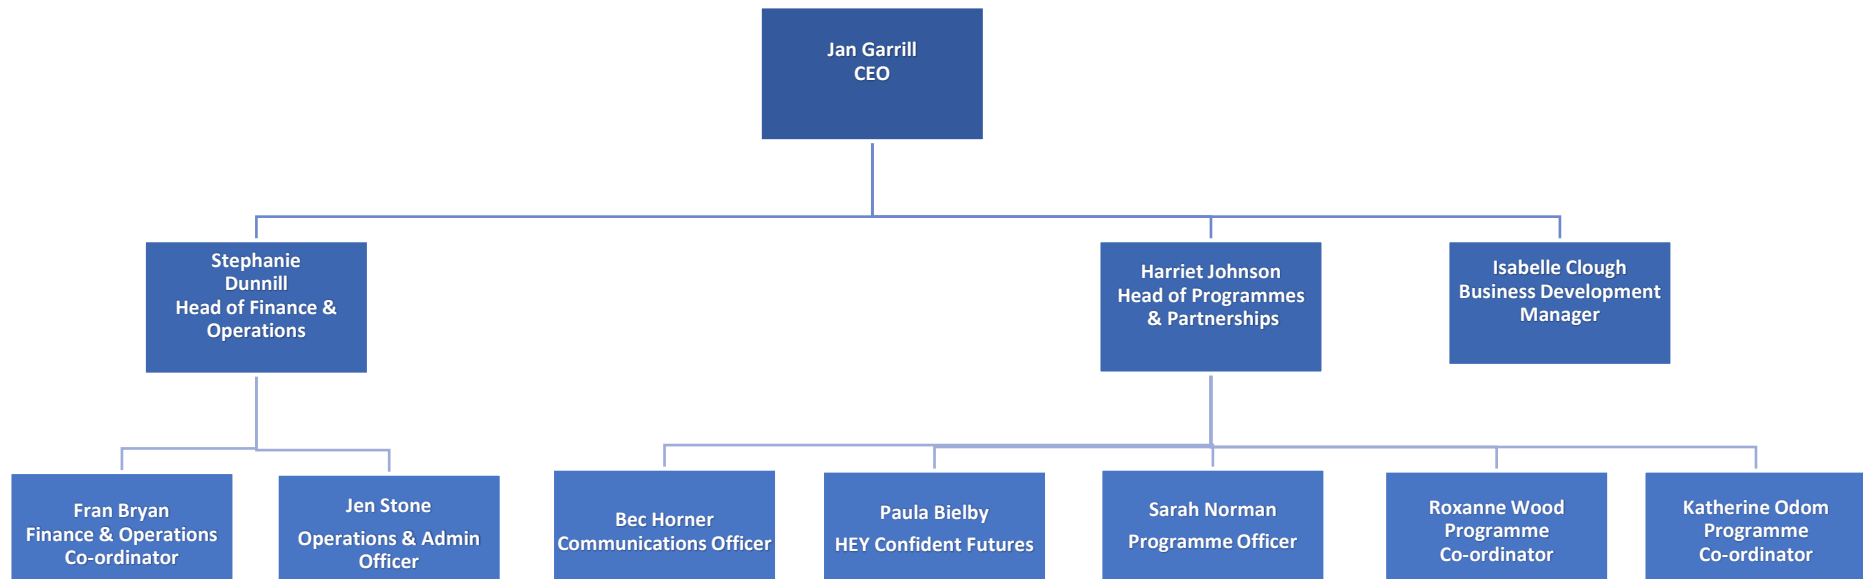 Jan Garrill
CEO
Stephanie
Dunnill
Head of Finance &
Operations
Harriet Johnson
Head of Programmes
& Partnerships
Isabelle Clough
Business Development
Manager
Fran Bryan
Finance & Operations
Co-ordinator
Jen Stone
Operations & Admin
Officer
Bec Horner
Communications Officer
Paula Bielby
HEY Confident Futures
Sarah Norman
Programme Officer
Roxanne Wood
Programme
Co-ordinator
Katherine Odom
Programme
Co-ordinator